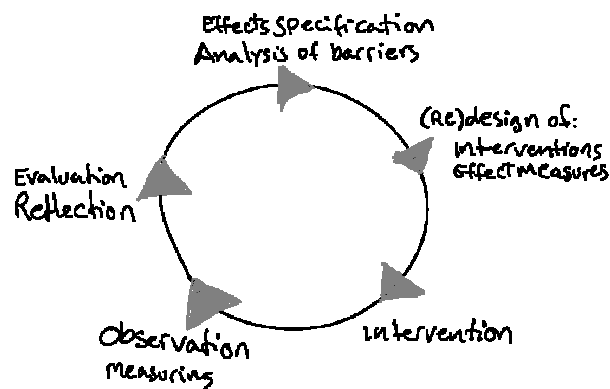 Effects specification
Analysis of barriers
(Re)design of:
interventions
Effect measures
intervention
Observation
measuring
Evaluation
Reflection